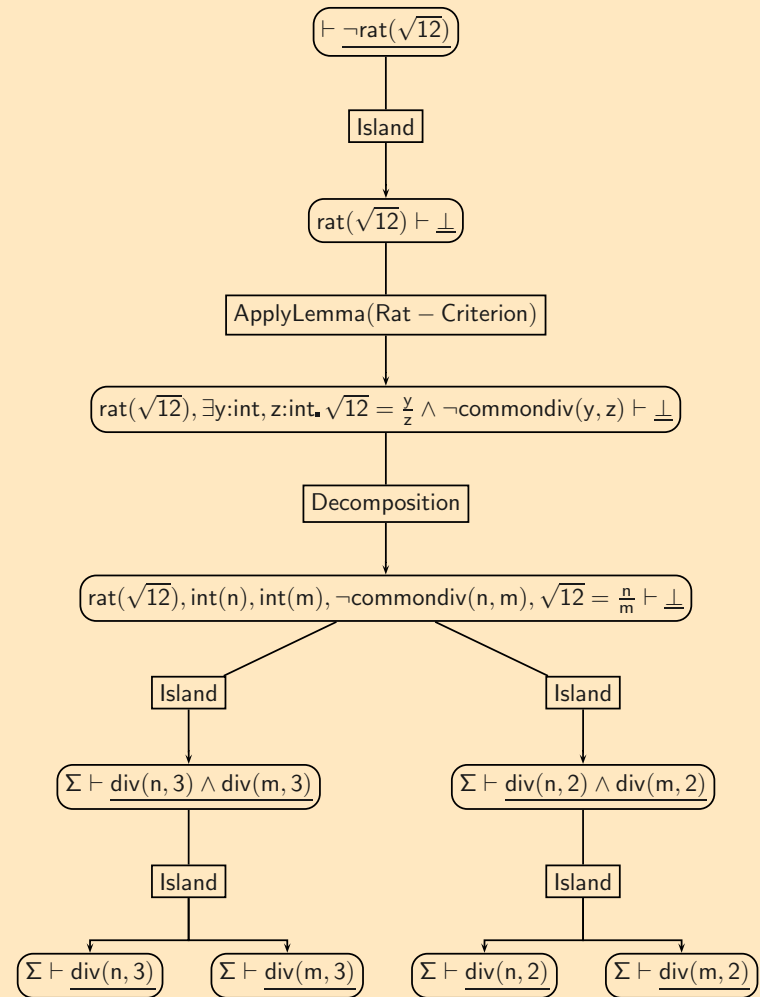 ⊢ ¬rat(√12)
Island
rat(√12) ⊢ ⊥
ApplyLemma(Rat − Criterion)
rat(√12), ∃y:int, z:int. √12 = y/z ∧ ¬commondiv(y, z) ⊢ ⊥
Decomposition
rat(√12), int(n), int(m), ¬commondiv(n, m), √12 = n/m ⊢ ⊥
Island Island
Σ ⊢ div(n, 3) ∧ div(m, 3) Σ ⊢ div(n, 2) ∧ div(m, 2)
Island Island
Σ ⊢ div(n, 3) Σ ⊢ div(m, 3) Σ ⊢ div(n, 2) Σ ⊢ div(m, 2)